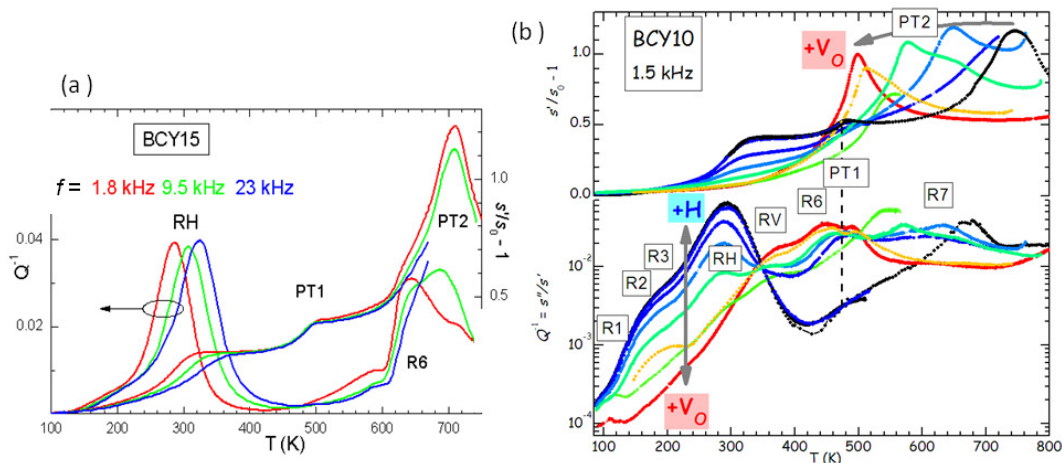 (a)
BCY15
f = 1.8 kHz 9.5 kHz 23 kHz
RH
PT1
PT2
R6
Q⁻¹
0.04
0.02
0.00
s'/s₀ - 1
1.0
0.5
100 200 300 400 500 600 700
T (K)
(b)
BCY10
1.5 kHz
+V_O
PT2
s'/s₀ - 1
1.0
0.5
0.0
PT1
+H
RV
R6
R7
R3
R2
RH
R1
+V_O
Q⁻¹ = s''/s'
10⁻²
10⁻³
10⁻⁴
100 200 300 400 500 600 700 800
T (K)